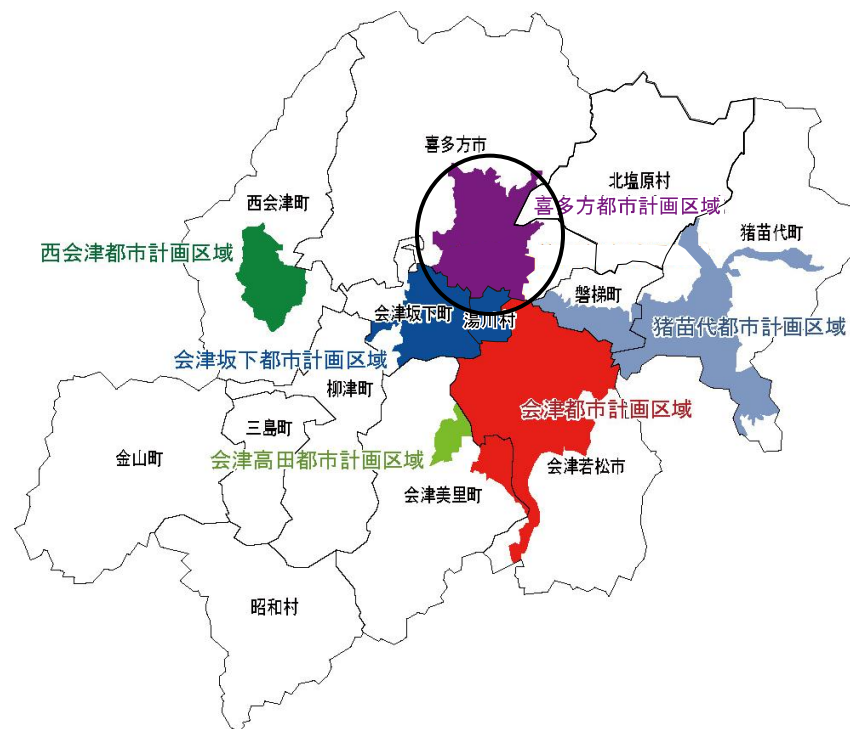 喜多方市
北塩原村
西会津町
喜多方都市計画区域
猪苗代町
西会津都市計画区域
磐梯町
会津坂下町
湯川村
猪苗代都市計画区域
会津坂下都市計画区域
柳津町
会津都市計画区域
三島町
金山町
会津高田都市計画区域
会津若松市
会津美里町
昭和村